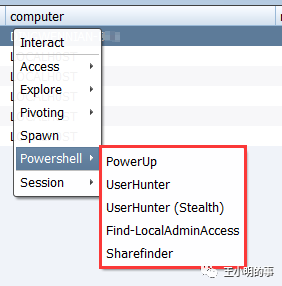 computer
Interact
Access
Explore
Pivoting
Spawn
Powershell
Session
PowerUp
UserHunter
UserHunter (Stealth)
Find-LocalAdminAccess
Sharefinder
王小明的事